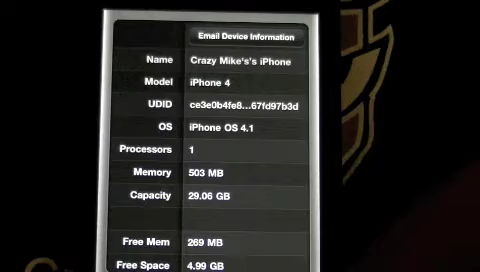 Email Device Information
Name Crazy Mike's's iPhone
Model iPhone 4
UDID ce3e0b4fe8...67fd97b3d
OS iPhone OS 4.1
Processors 1
Memory 503 MB
Capacity 29.06 GB
Free Mem 269 MB
Free Space 4.99 GB